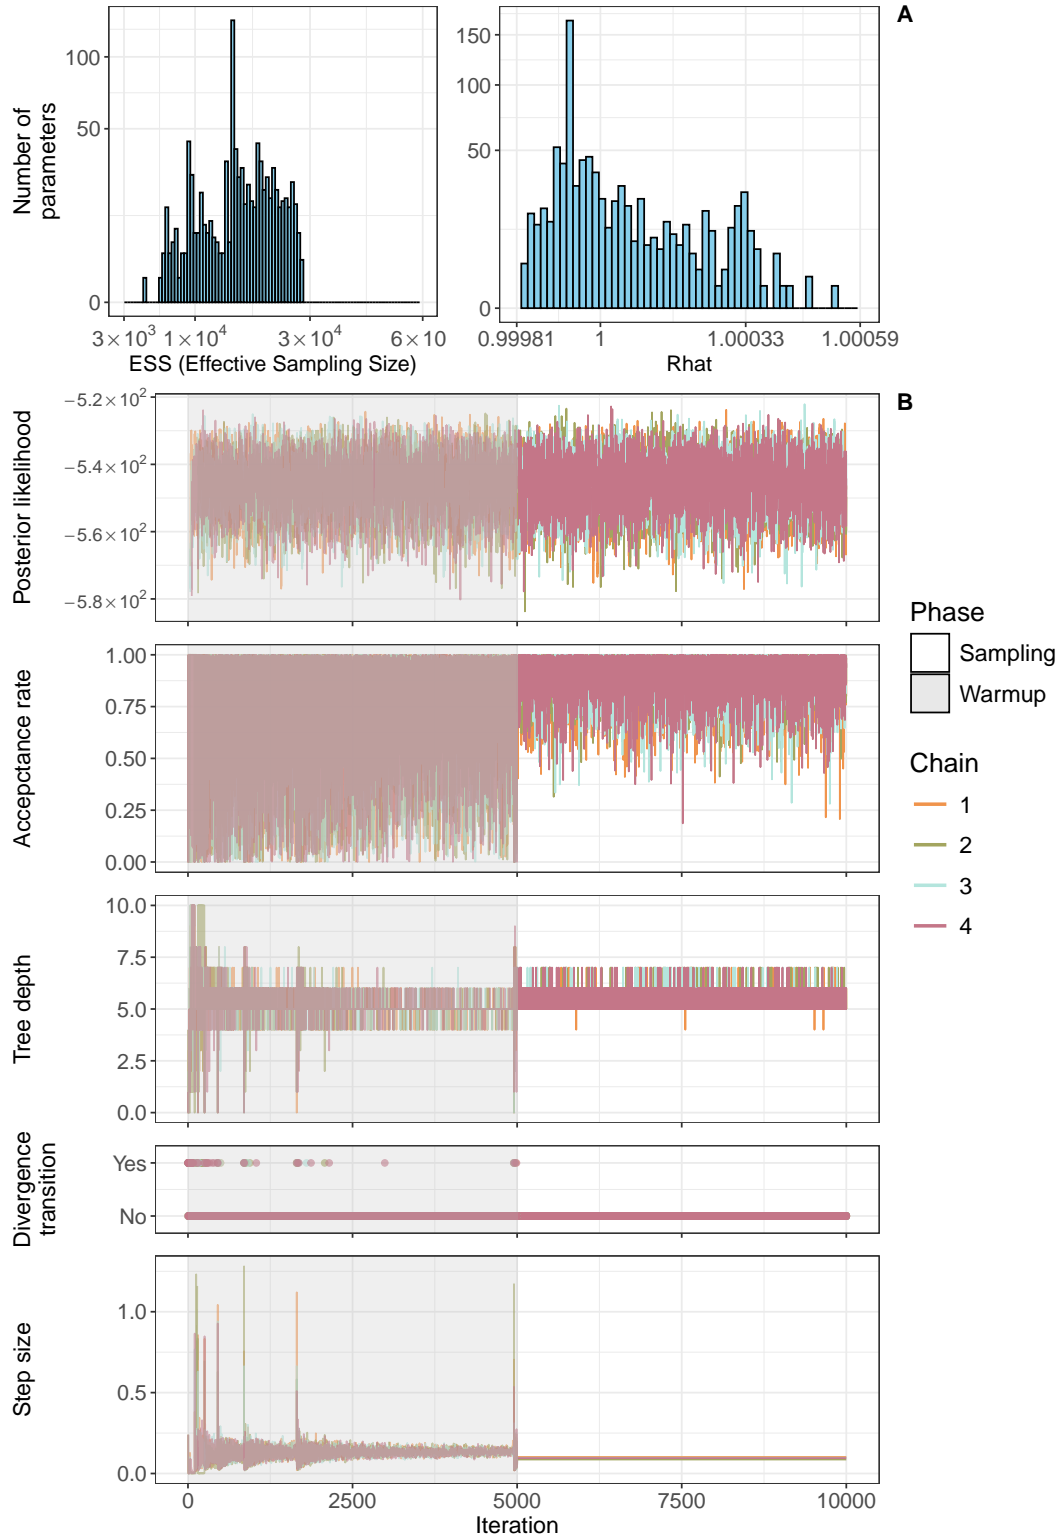 A
Number of
parameters
100
50
0
3×10³
1×10⁴
3×10⁴
6×10
ESS (Effective Sampling Size)
150
100
50
0
0.99981
1
1.00033
1.00059
Rhat
B
Posterior likelihood
−5.2×10²
−5.4×10²
−5.6×10²
−5.8×10²
Acceptance rate
1.00
0.75
0.50
0.25
0.00
Tree depth
10.0
7.5
5.0
2.5
0.0
Divergence
transition
Yes
No
Step size
1.0
0.5
0.0
0
2500
5000
7500
10000
Iteration
Phase
Sampling
Warmup
Chain
1
2
3
4